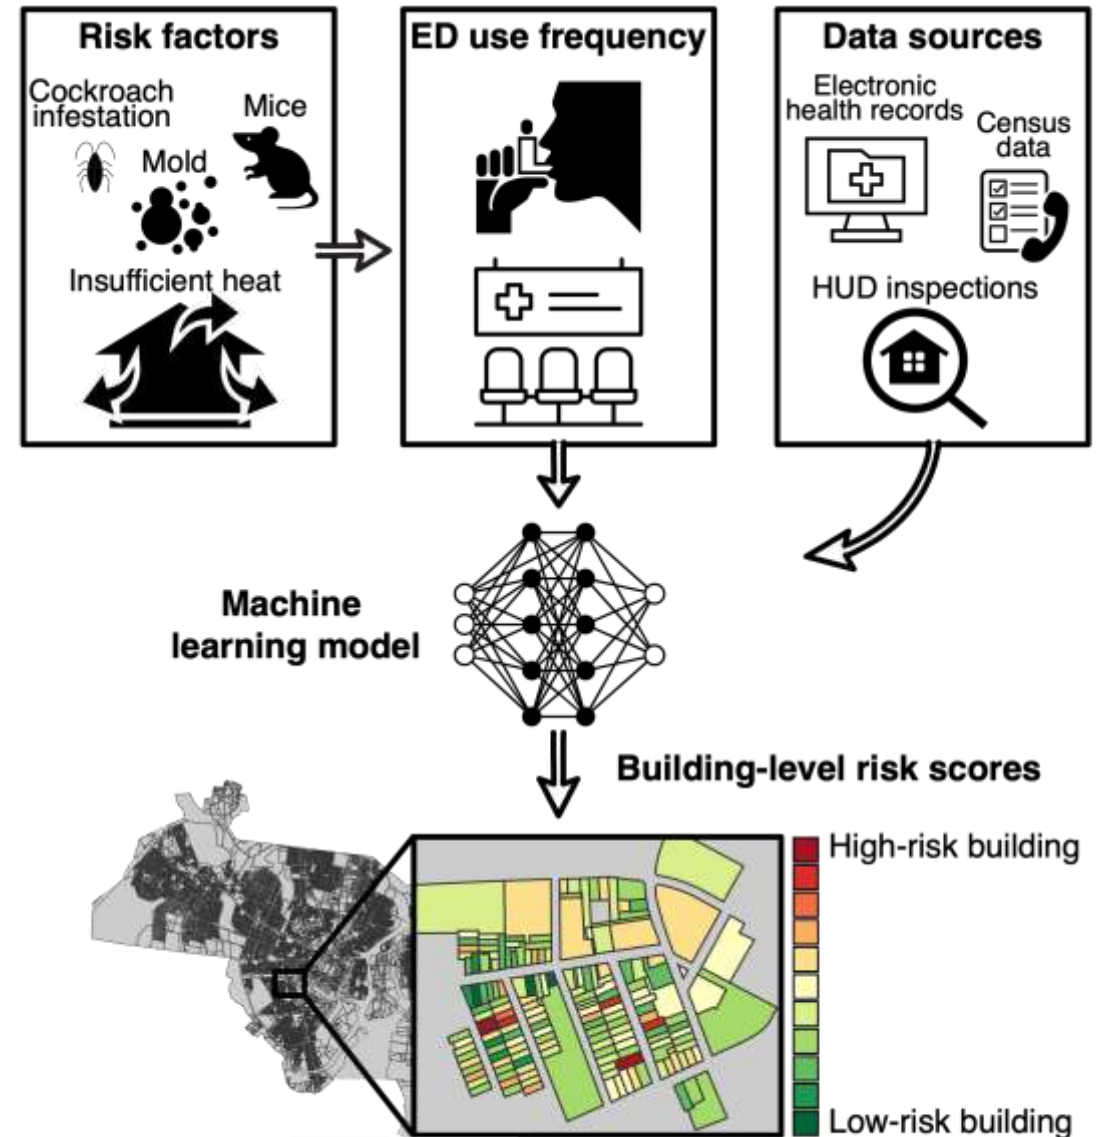 Risk factors
Cockroach
infestation
Mice
Mold
Insufficient heat
ED use frequency
Data sources
Electronic
health records
Census
data
HUD inspections
Machine
learning model
Building-level risk scores
High-risk building
Low-risk building